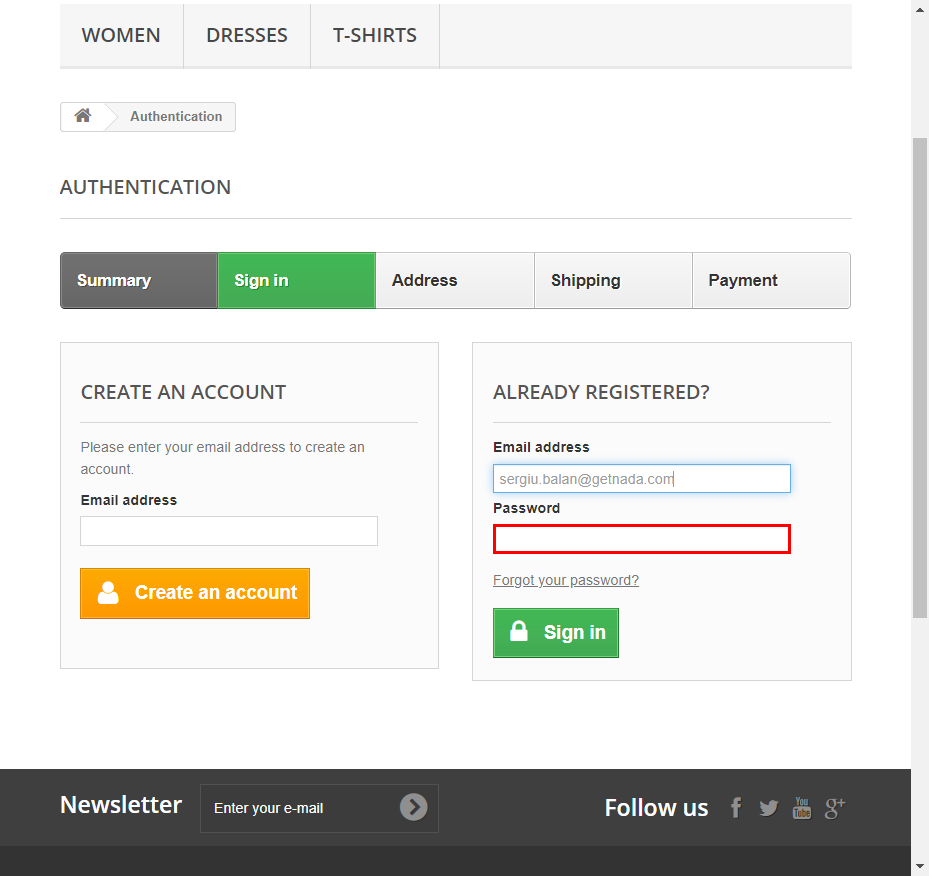 WOMEN DRESSES T-SHIRTS
Authentication
AUTHENTICATION
Summary Sign in Address Shipping Payment
CREATE AN ACCOUNT
Please enter your email address to create an
account.
Email address
Create an account
ALREADY REGISTERED?
Email address
sergiu.balan@getnada.com
Password
Forgot your password?
Sign in
Newsletter
Enter your e-mail
Follow us
You
Tube
g+